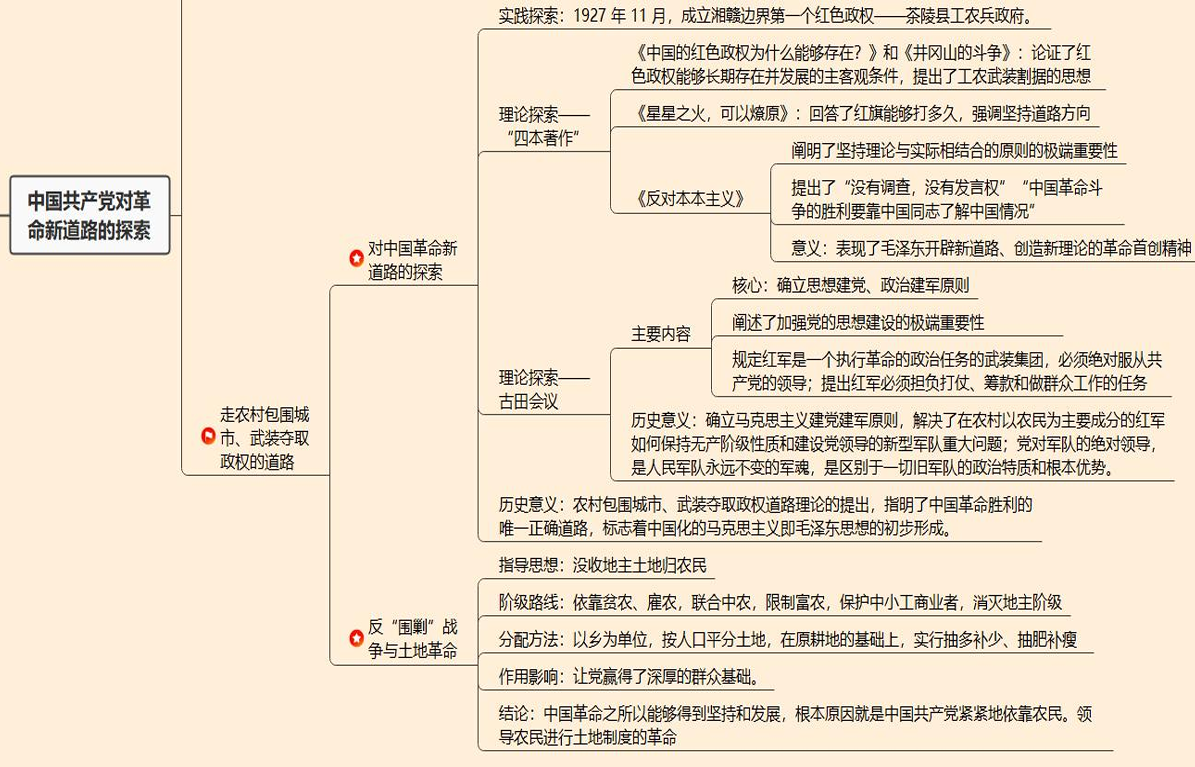 中国共产党对革
命新道路的探索
走农村包围城
市、武装夺取
政权的道路
对中国革命新
道路的探索
实践探索：1927 年 11 月，成立湘赣边界第一个红色政权——茶陵县工农兵政府。
理论探索——
“四本著作”
《中国的红色政权为什么能够存在？》和《井冈山的斗争》：论证了红
色政权能够长期存在并发展的主客观条件，提出了工农武装割据的思想
《星星之火，可以燎原》：回答了红旗能够打多久，强调坚持道路方向
《反对本本主义》
阐明了坚持理论与实际相结合的原则的极端重要性
提出了“没有调查，没有发言权”“中国革命斗
争的胜利要靠中国同志了解中国情况”
意义：表现了毛泽东开辟新道路、创造新理论的革命首创精神
理论探索——
古田会议
主要内容
核心：确立思想建党、政治建军原则
阐述了加强党的思想建设的极端重要性
规定红军是一个执行革命的政治任务的武装集团，必须绝对服从共
产党的领导；提出红军必须担负打仗、筹款和做群众工作的任务
历史意义：确立马克思主义建党建军原则，解决了在农村以农民为主要成分的红军
如何保持无产阶级性质和建设党领导的新型军队重大问题；党对军队的绝对领导，
是人民军队永远不变的军魂，是区别于一切旧军队的政治特质和根本优势。
历史意义：农村包围城市、武装夺取政权道路理论的提出，指明了中国革命胜利的
唯一正确道路，标志着中国化的马克思主义即毛泽东思想的初步形成。
反“围剿”战
争与土地革命
指导思想：没收地主土地归农民
阶级路线：依靠贫农、雇农，联合中农，限制富农，保护中小工商业者，消灭地主阶级
分配方法：以乡为单位，按人口平分土地，在原耕地的基础上，实行抽多补少、抽肥补瘦
作用影响：让党赢得了深厚的群众基础。
结论：中国革命之所以能够得到坚持和发展，根本原因就是中国共产党紧紧地依靠农民。领
导农民进行土地制度的革命